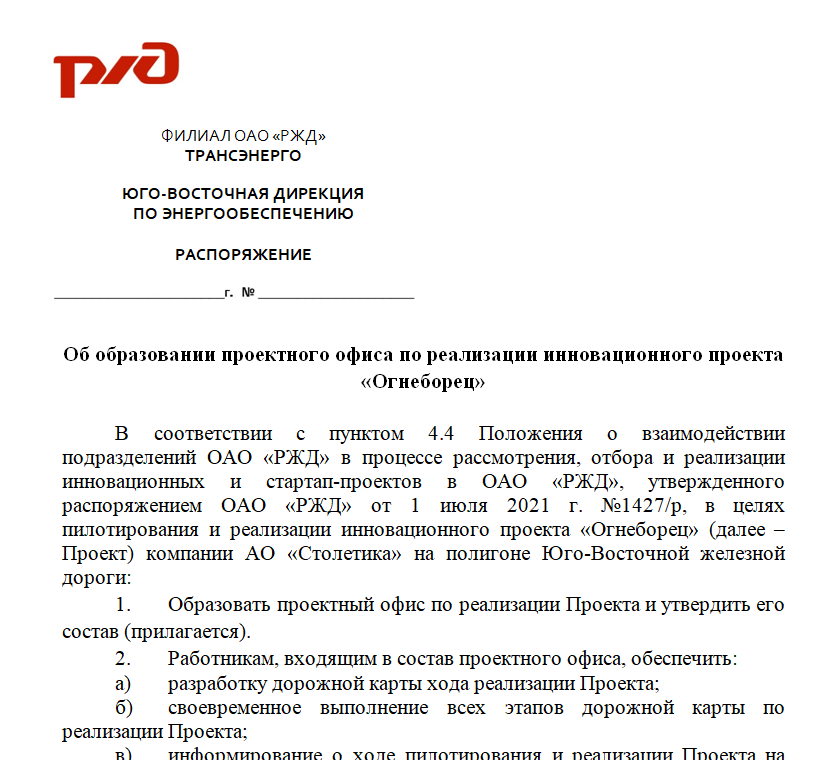 РЖД
ФИЛИАЛ ОАО «РЖД»
ТРАНСЭНЕРГО
ЮГО-ВОСТОЧНАЯ ДИРЕКЦИЯ
ПО ЭНЕРГООБЕСПЕЧЕНИЮ
РАСПОРЯЖЕНИЕ
____________________г. № __________________
Об образовании проектного офиса по реализации инновационного проекта
«Огнеборец»
В соответствии с пунктом 4.4 Положения о взаимодействии
подразделений ОАО «РЖД» в процессе рассмотрения, отбора и реализации
инновационных и стартап-проектов в ОАО «РЖД», утвержденного
распоряжением ОАО «РЖД» от 1 июля 2021 г. №1427/р, в целях
пилотирования и реализации инновационного проекта «Огнеборец» (далее –
Проект) компании АО «Столетика» на полигоне Юго-Восточной железной
дороги:
1. Образовать проектный офис по реализации Проекта и утвердить его
состав (прилагается).
2. Работникам, входящим в состав проектного офиса, обеспечить:
а) разработку дорожной карты хода реализации Проекта;
б) своевременное выполнение всех этапов дорожной карты по
реализации Проекта;
в) информирование о ходе пилотирования и реализации Проекта на